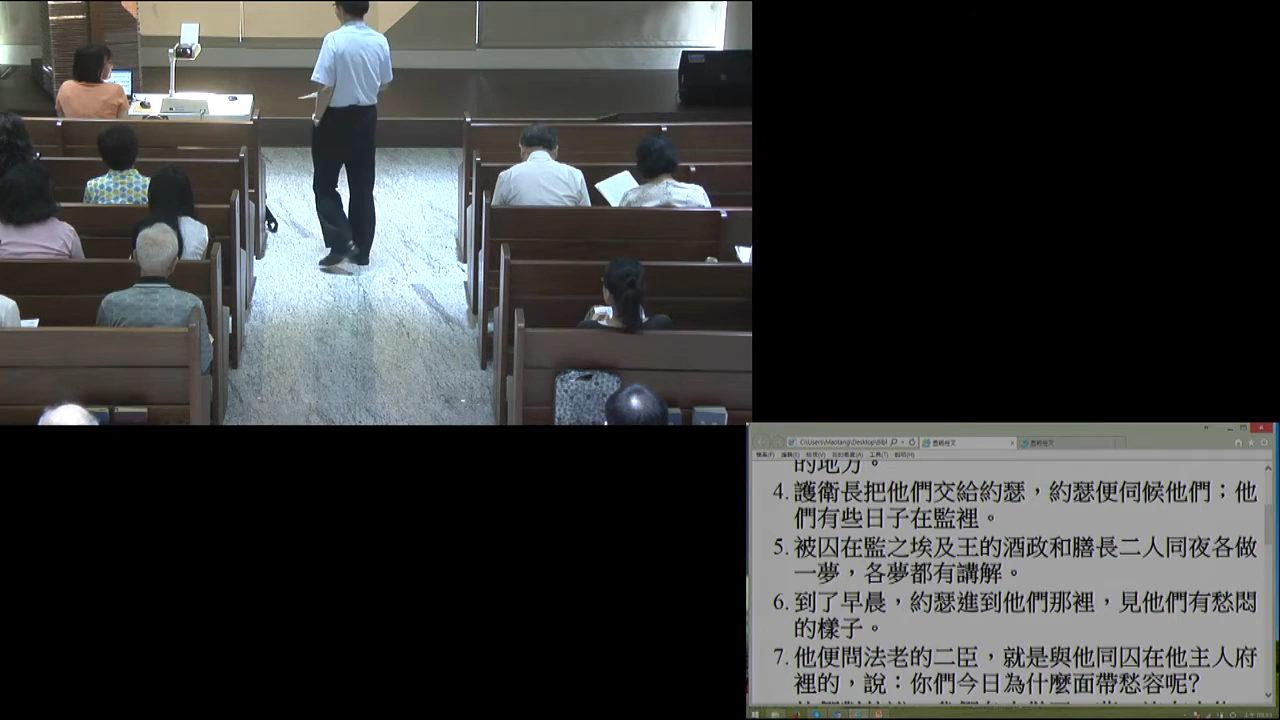 的地方。
4. 護衛長把他們交給約瑟，約瑟便伺候他們；他
們有些日子在監裡。
5. 被囚在監之埃及王的酒政和膳長二人同夜各做
一夢，各夢都有講解。
6. 到了早晨，約瑟進到他們那裡，見他們有愁悶
的樣子。
7. 他便問法老的二臣，就是與他同囚在他主人府
裡的，說：你們今日為什麼面帶愁容呢?